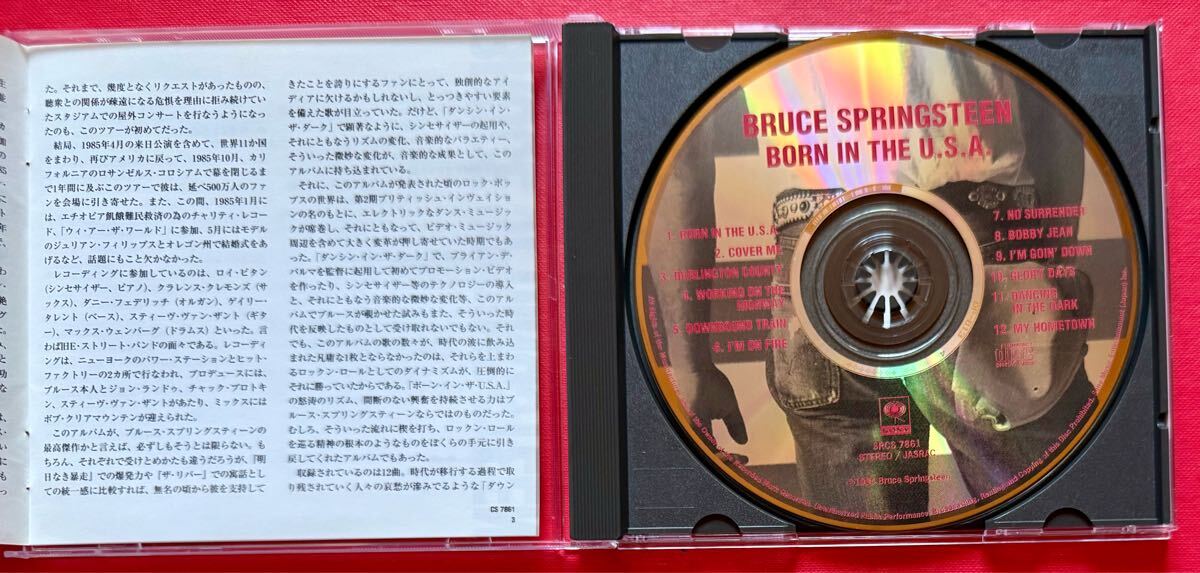 た。それまで、幾度となくリクエストがあったものの、
聴衆との関係が疎遠になる危惧を理由に拒み続けてい
たスタジアムでの屋外コンサートを行なうようになっ
たのも、このツアーが初めてだった。
結局、1985年4月の来日公演を含めて、世界11か国
をまわり、再びアメリカに戻って、1985年10月、カリ
フォルニアのロサンゼルス・コロシアムで幕を閉じるま
で1年間に及ぶこのツアーで彼は、延べ500万人のファ
ンを会場に引き寄せた。また、この間、1985年1月に
は、エチオピア飢餓難民救済の為のチャリティ・レコー
ド、「ウィ・アー・ザ・ワールド」に参加、5月にはモデル
のジュリアン・フィリップスとオレゴン州で結婚式をあ
げるなど、話題にもこと欠かなかった。
レコーディングに参加しているのは、ロイ・ビタン
（シンセサイザー、ピアノ）、クラレンス・クレモンズ（サ
ックス）、ダニー・フェデリッチ（オルガン）、ゲイリー・
タレント（ベース）、スティーヴ・ヴァン・ザント（ギタ
ー）、マックス・ウェンバーグ（ドラムス）といった。言
わばE・ストリート・バンドの面々である。レコーディ
ングは、ニューヨークのパワー・ステーションとヒット・
ファクトリーの2カ所で行なわれ、プロデュースには、
ブルース本人とジョン・ランドゥ、チャック・プロトキ
ン、スティーヴ・ヴァン・ザントがあたり、ミックスには
ボブ・クリアマウンテンが迎えられた。
このアルバムが、ブルース・スプリングスティーンの
最高傑作かと言えば、必ずしもそうとは限らない。も
ちろん、それぞれで受けとめかたも違うだろうが、『明
日なき暴走』での爆発力や『ザ・リバー』での寓話とし
ての統一感に比較すれば、無名の頃から彼を支持して
きたことを誇りにするファンにとって、独創的なアイ
ディアに欠けるかもしれないし、とっつきやすい要素
を備えた歌が目立っていた。だけど、「ダンシン・イン・
ザ・ダーク」で顕著なように、シンセサイザーの起用や、
それにともなうリズムの変化、音楽的なバラエティー、
そういった微妙な変化が、音楽的な成果として、この
アルバムに持ち込まれている。
それに、このアルバムが発表された頃のロック・ポッ
プスの世界は、第2期ブリティッシュ・インヴェイショ
ンの名のもとに、エレクトリックなダンス・ミュージッ
クが席巻し、それにともなって、ビデオ・ミュージック
周辺を含めて大きく変革が押し寄せていた時期でもあ
った。「ダンシン・イン・ザ・ダーク」で、ブライアン・デ・
パルマを監督に起用して初めてプロモーション・ビデオ
を作ったり、シンセサイザー等のテクノロジーの導入
と、それにともなう音楽的な微妙な変化等、このアル
バムでブルースが覗かせた試みもまた、そういった時
代を反映したものとして受け取れないでもない。それ
でも、このアルバムの歌の数々が、時代の波に飲み込ま
れた凡庸な1枚とならなかったのは、それらを上まわ
るロックン・ロールとしてのダイナミズムが、圧倒的に
それに勝っていたからである。「ボーン・イン・ザ・U.S.A.」
の怒涛のリズム、間断のない興奮を持続させる力はブ
ルース・スプリングスティーンならではのものだった。
むしろ、そういった流れに楔を打ち、ロックン・ロール
を巡る精神の根本のようなものをぼくらの手元に引き
戻してくれたアルバムでもあった。
収録されているのは12曲。時代が移行する過程で取
り残されていく人々の哀愁が滲みでるような「ダウン
CS 7861
3
BRUCE SPRINGSTEEN
BORN IN THE U.S.A.
1. BORN IN THE U.S.A.
2. COVER ME
3. DARLINGTON COUNTY
4. WORKING ON THE
HIGHWAY
5. DOWNBOUND TRAIN
6. I'M ON FIRE
7. NO SURRENDER
8. BOBBY JEAN
9. I'M GOIN' DOWN
10. GLORY DAYS
11. DANCING
IN THE DARK
12. MY HOMETOWN
SONY
SRCS 7861
STEREO / JASRAC
Ⓟ1984 Bruce Springsteen